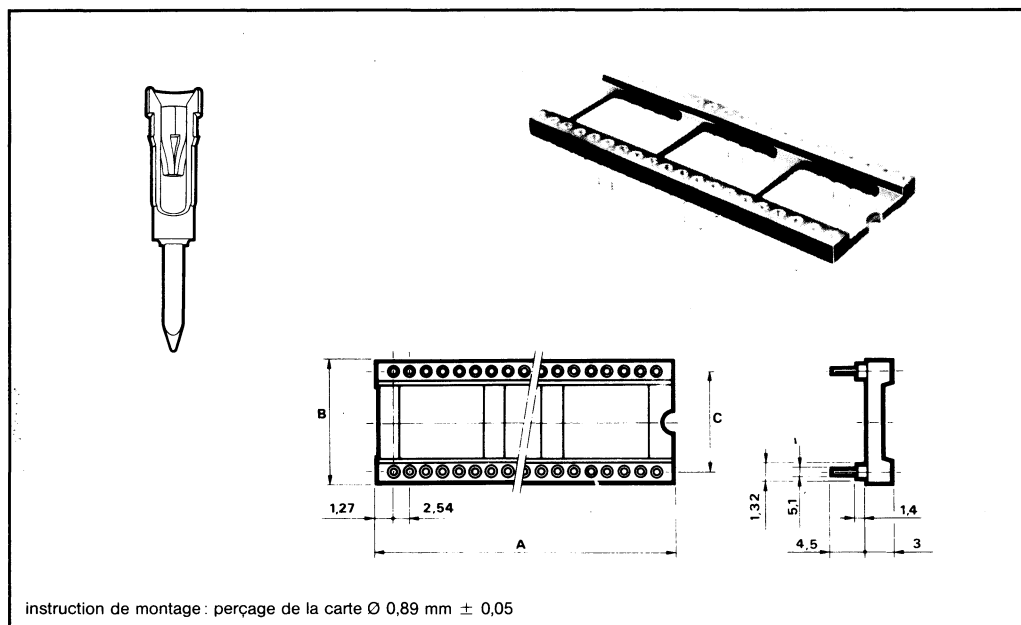 B
C
1,27
2,54
A
1,32
5,1
1,4
4,5
3
instruction de montage : perçage de la carte Ø 0,89 mm ± 0,05